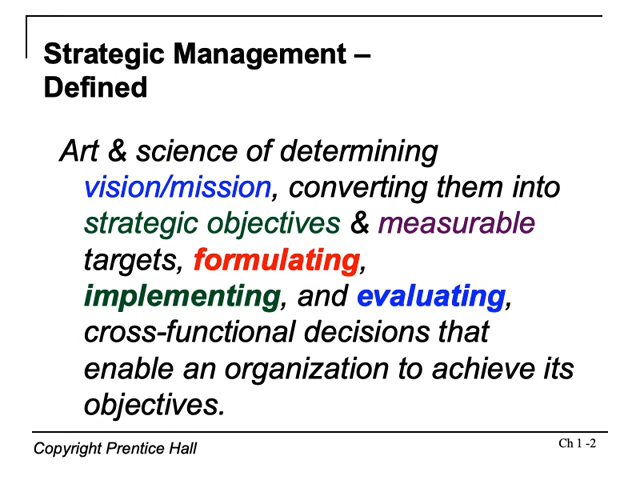 Strategic Management –
Defined
Art & science of determining
vision/mission, converting them into
strategic objectives & measurable
targets, formulating,
implementing, and evaluating,
cross-functional decisions that
enable an organization to achieve its
objectives.
Copyright Prentice Hall
Ch 1 -2